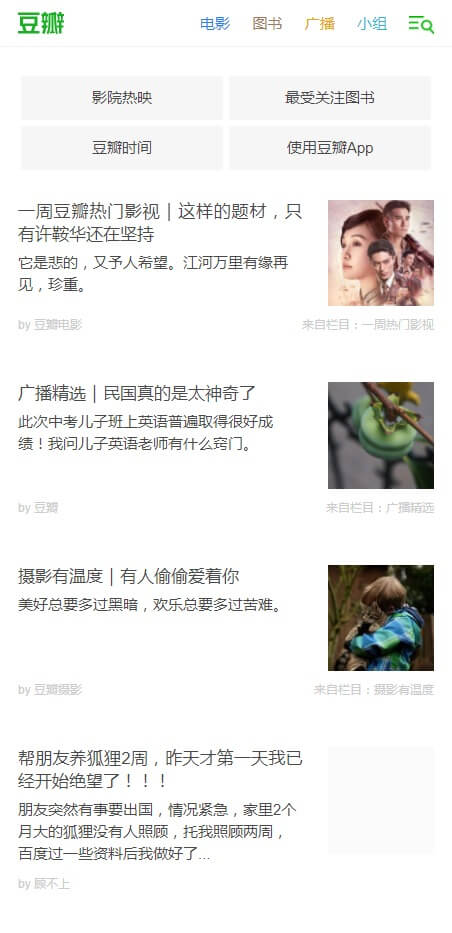 豆瓣
电影 图书 广播 小组
影院热映 最受关注图书
豆瓣时间 使用豆瓣App
一周豆瓣热门影视｜这样的题材，只
有许鞍华还在坚持
它是悲的，又予人希望。江河万里有缘再
见，珍重。
by 豆瓣电影 来自栏目：一周热门影视
广播精选｜民国真的是太神奇了
此次中考儿子班上英语普遍取得很好成
绩！我问儿子英语老师有什么窍门。
by 豆瓣 来自栏目：广播精选
摄影有温度｜有人偷偷爱着你
美好总要多过黑暗，欢乐总要多过苦难。
by 豆瓣摄影 来自栏目：摄影有温度
帮朋友养狐狸2周，昨天才第一天我已
经开始绝望了！！！
朋友突然有事要出国，情况紧急，家里2个
月大的狐狸没有人照顾，托我照顾两周，
百度过一些资料后我做好了...
by 顾不上